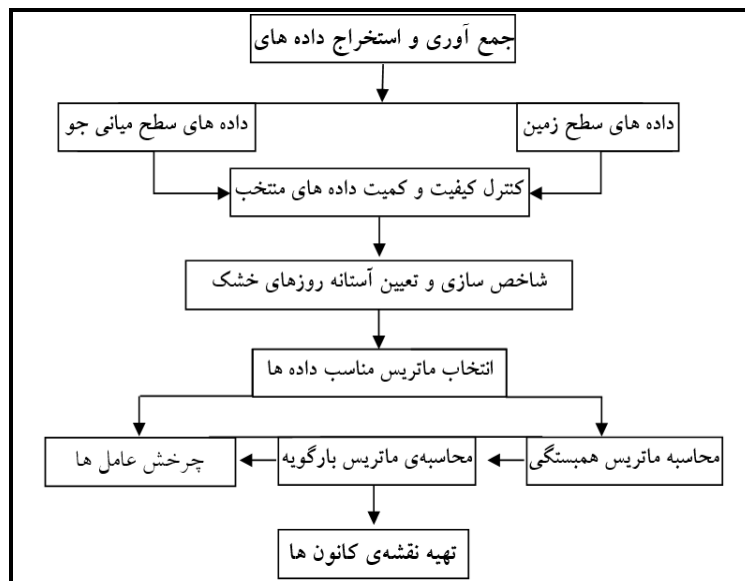 جمع آوری و استخراج داده های
داده های سطح زمین
داده های سطح میانی جو
کنترل کیفیت و کمیت داده های منتخب
شاخص سازی و تعیین آستانه روزهای خشک
انتخاب ماتریس مناسب داده ها
محاسبه ماتریس همبستگی
محاسبه‌ی ماتریس بارگویه
چرخش عامل ها
تهیه نقشه‌ی کانون ها